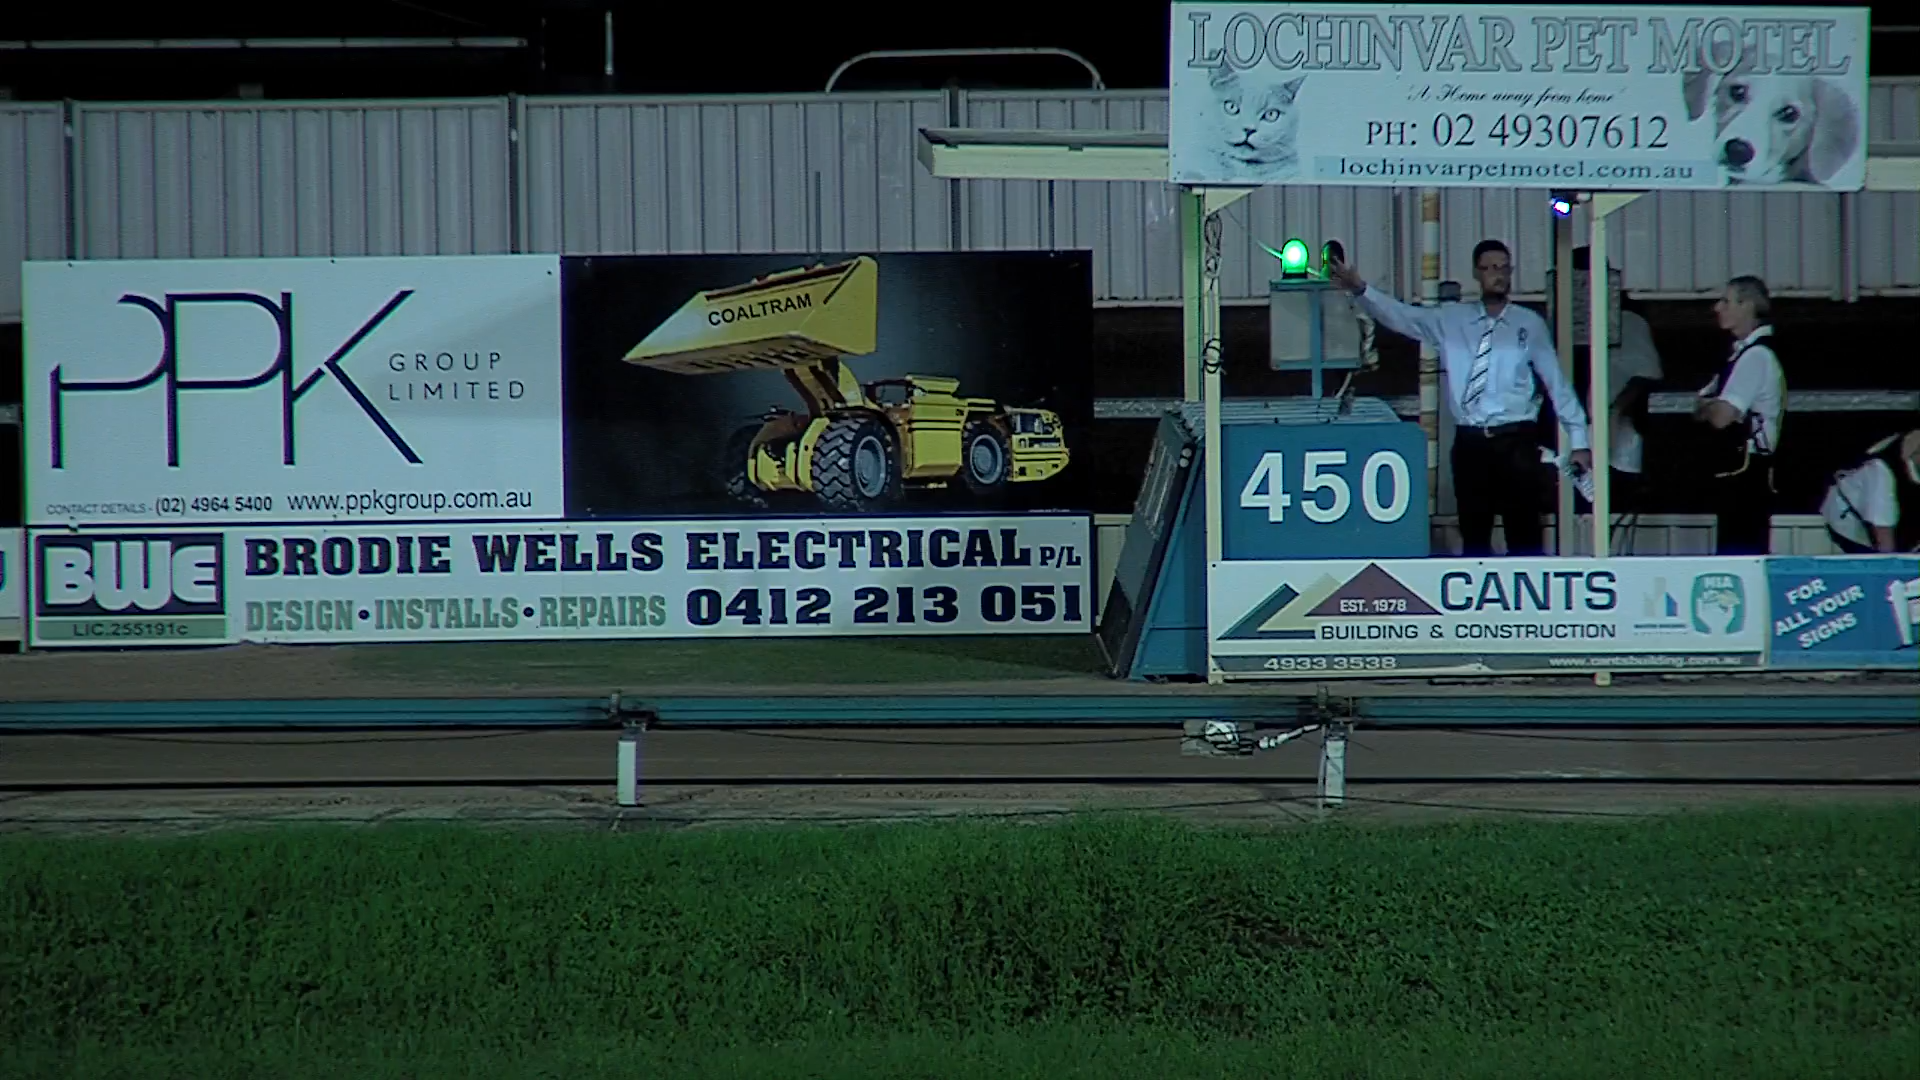 LOCHINVAR PET MOTEL
'A Home away from home'
PH: 02 49307612
lochinvarpetmotel.com.au
PPK
GROUP
LIMITED
CONTACT DETAILS - (02) 4964 5400 www.ppkgroup.com.au
COALTRAM
BWE
LIC.255191c
BRODIE WELLS ELECTRICAL P/L
DESIGN•INSTALLS•REPAIRS 0412 213 051
450
EST. 1978
CANTS
BUILDING & CONSTRUCTION
HIA
4933 3538
www.cantsbuilding.com.au
FOR
ALL YOUR
SIGNS